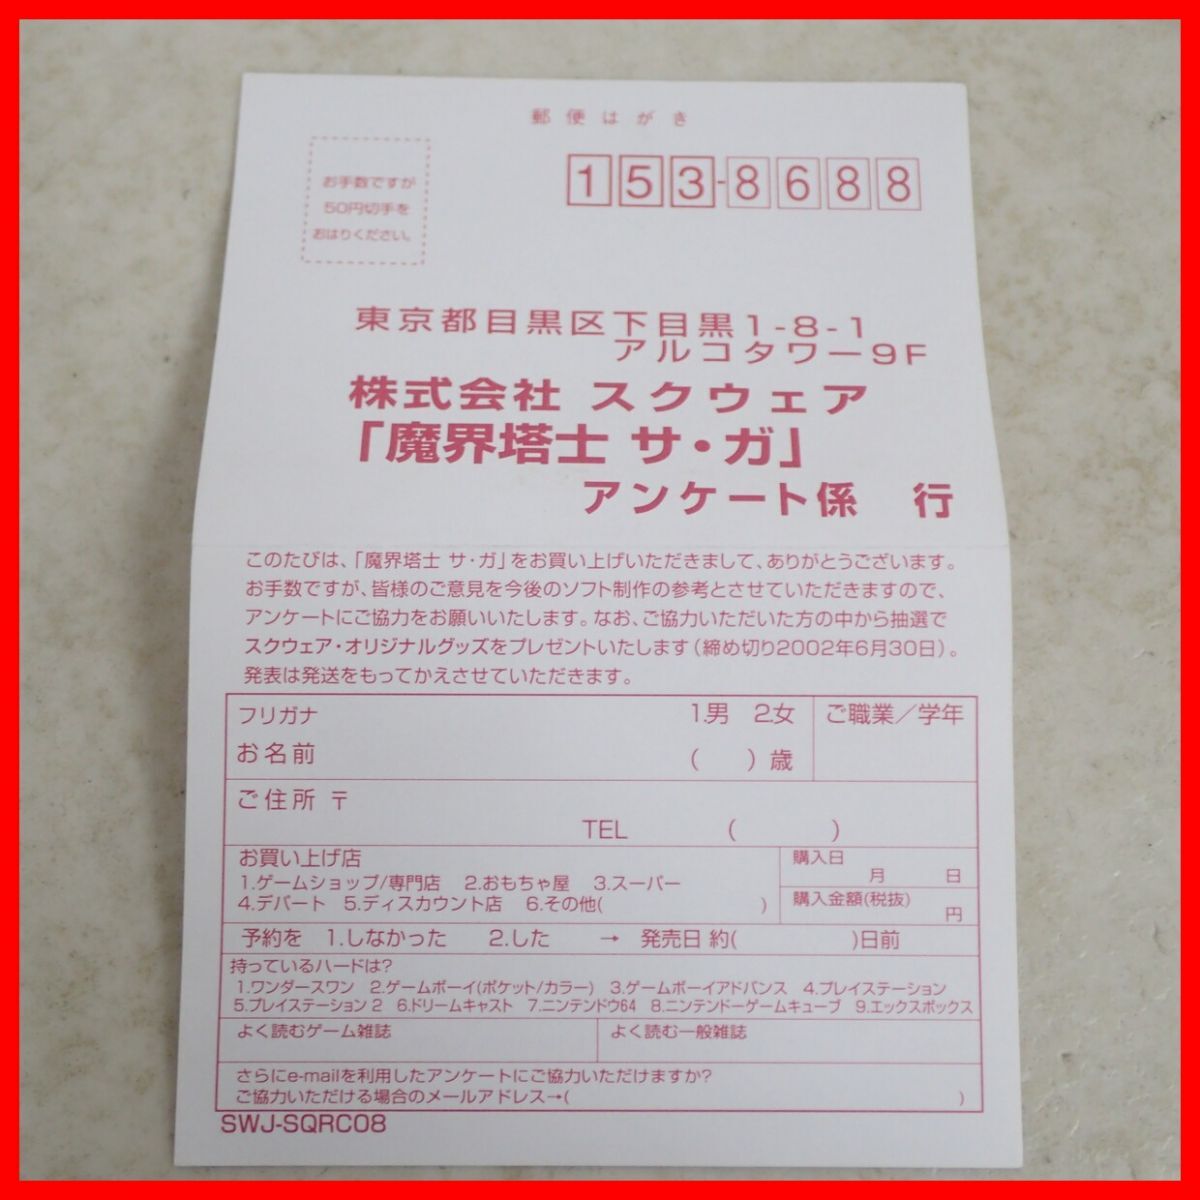 郵便はがき
お手数ですが
50円切手を
おはりください。
153-8688
東京都目黒区下目黒1-8-1
アルコタワー9F
株式会社 スクウェア
「魔界塔士 サ・ガ」
アンケート係 行
このたびは、「魔界塔士 サ・ガ」をお買い上げいただきまして、ありがとうございます。
お手数ですが、皆様のご意見を今後のソフト制作の参考とさせていただきますので、
アンケートにご協力をお願いいたします。なお、ご協力いただいた方の中から抽選で
スクウェア・オリジナルグッズをプレゼントいたします(締め切り2002年6月30日)。
発表は発送をもってかえさせていただきます。
フリガナ 1.男 2.女 ご職業/学年
お名前 ( )歳
ご住所 〒
TEL ( )
お買い上げ店
1.ゲームショップ/専門店 2.おもちゃ屋 3.スーパー
4.デパート 5.ディスカウント店 6.その他( )
購入日
月 日
購入金額(税抜)
円
予約を 1.しなかった 2.した → 発売日 約( )日前
持っているハードは?
1.ワンダースワン 2.ゲームボーイ(ポケット/カラー) 3.ゲームボーイアドバンス 4.プレイステーション
5.プレイステーション2 6.ドリームキャスト 7.ニンテンドウ64 8.ニンテンドーゲームキューブ 9.エックスボックス
よく読むゲーム雑誌 よく読む一般雑誌
さらにe-mailを利用したアンケートにご協力いただけますか?
ご協力いただける場合のメールアドレス→( )
SWJ-SQRC08